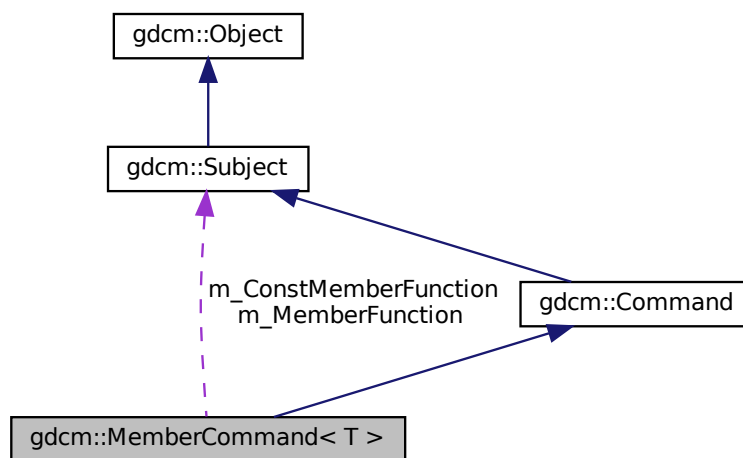 gdcm::Object
gdcm::Subject
m_ConstMemberFunction
m_MemberFunction
gdcm::Command
gdcm::MemberCommand< T >